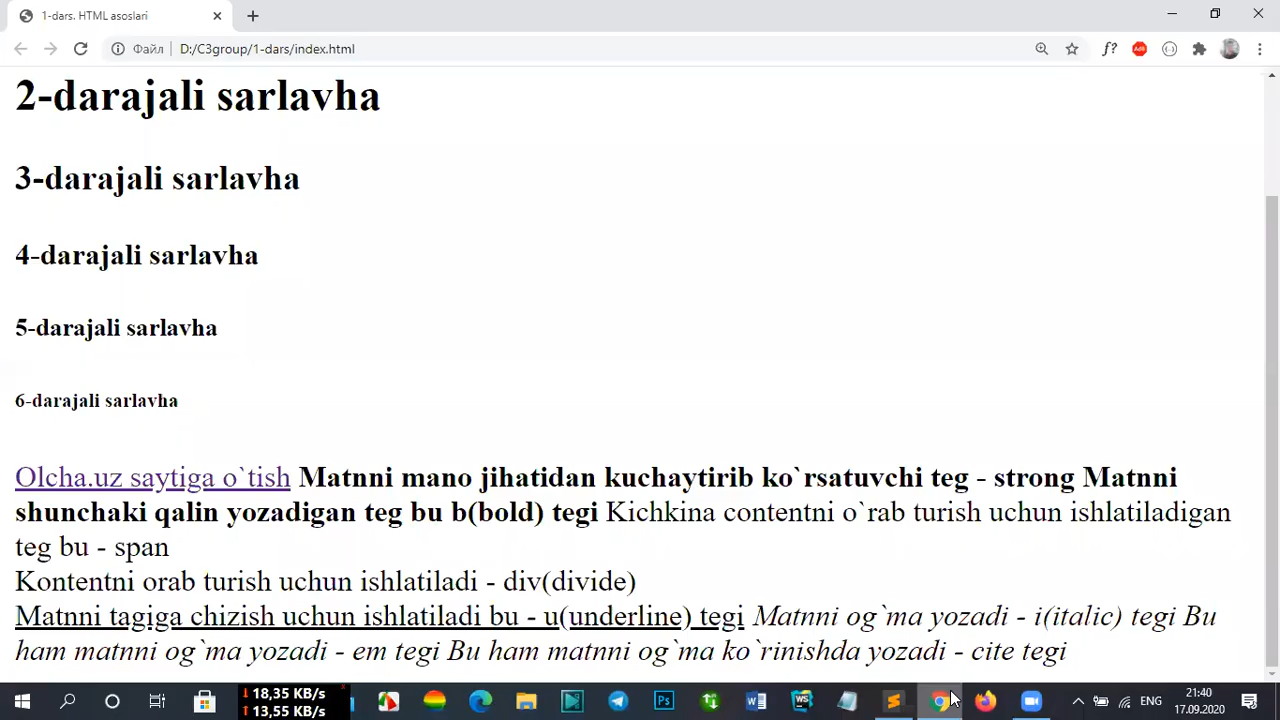 1-dars. HTML asoslari
Файл | D:/C3group/1-dars/index.html
2-darajali sarlavha
3-darajali sarlavha
4-darajali sarlavha
5-darajali sarlavha
6-darajali sarlavha
Olcha.uz saytiga o`tish Matnni mano jihatidan kuchaytirib ko`rsatuvchi teg - strong Matnni
shunchaki qalin yozadigan teg bu b(bold) tegi Kichkina contentni o`rab turish uchun ishlatiladigan
teg bu - span
Kontentni orab turish uchun ishlatiladi - div(divide)
Matnni tagiga chizish uchun ishlatiladi bu - u(underline) tegi Matnni og`ma yozadi - i(italic) tegi Bu
ham matnni og`ma yozadi - em tegi Bu ham matnni og`ma ko`rinishda yozadi - cite tegi
18,35 KB/s
13,55 KB/s
ENG
21:40
17.09.2020